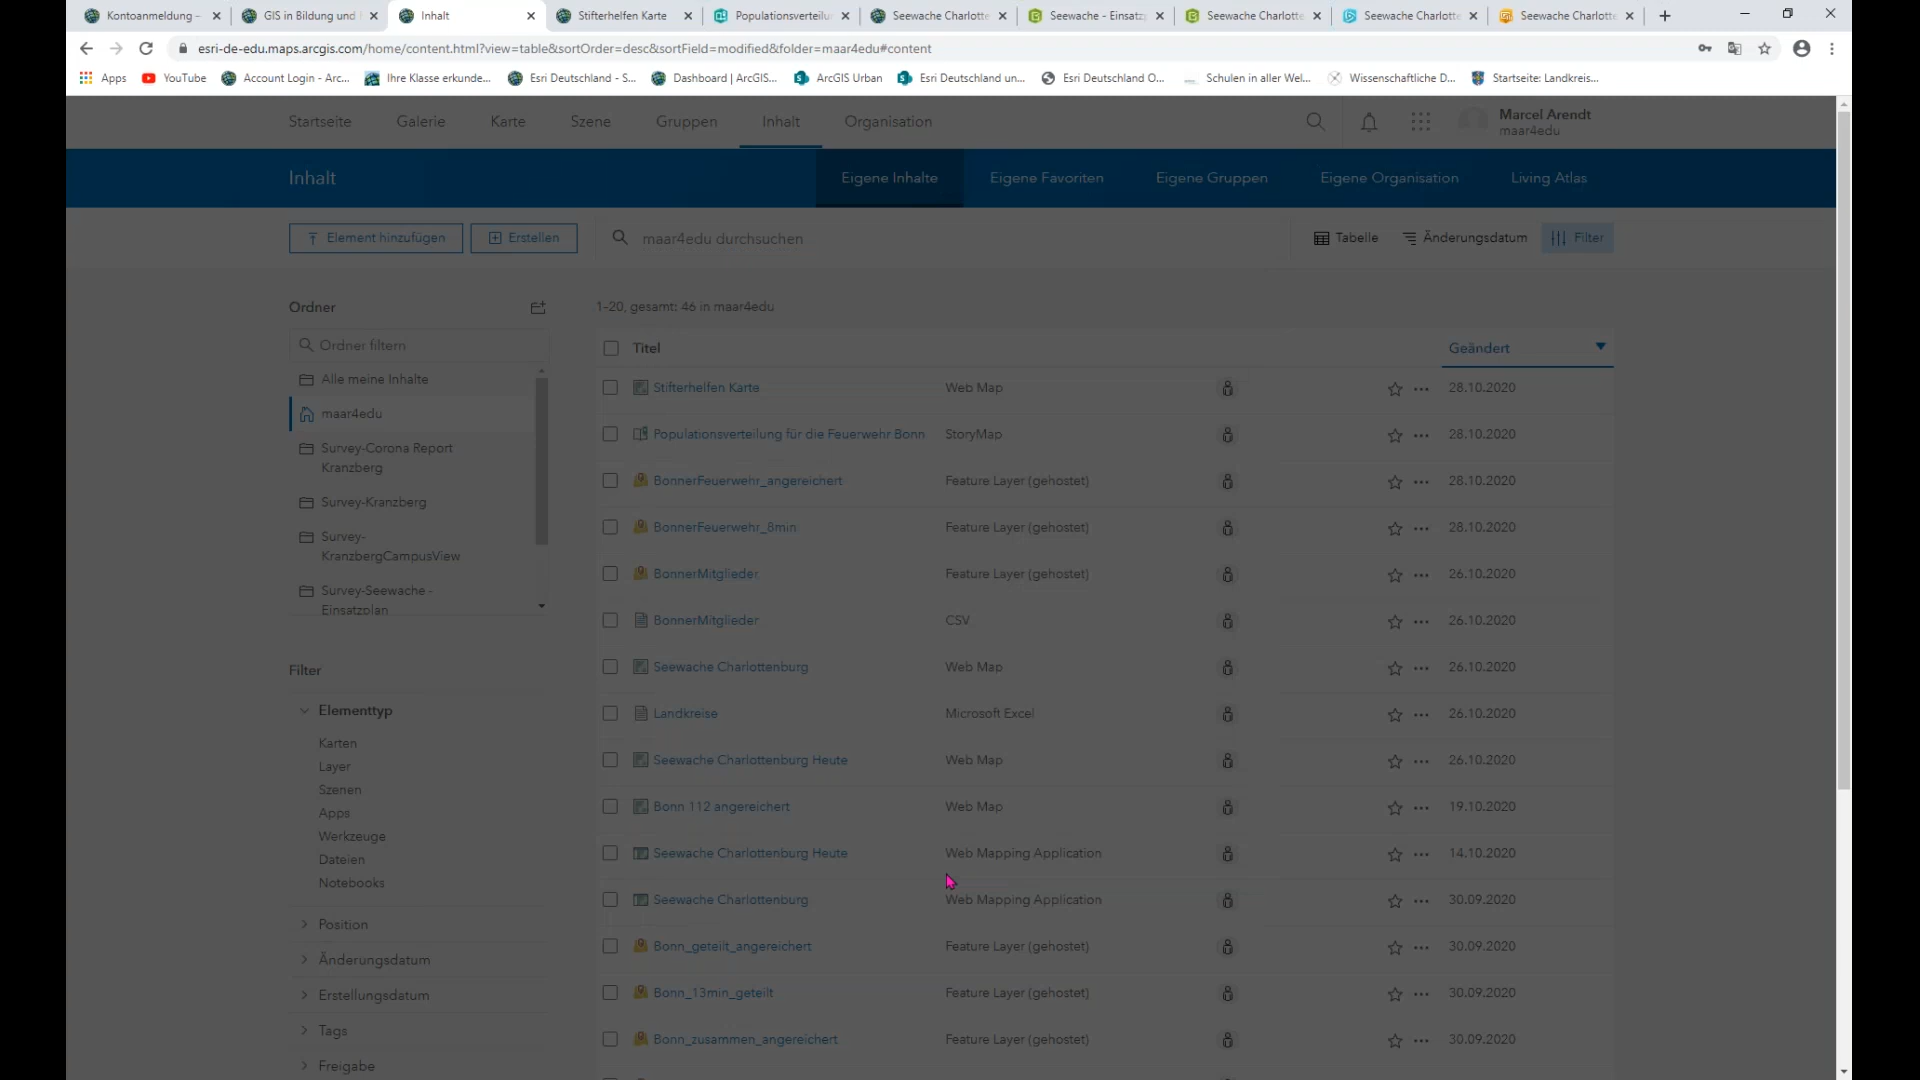 Kontoanmeldung –
GIS in Bildung und
Inhalt
Stifterhelfen Karte
Populationsverteilu
Seewache Charlotte
Seewache - Einsatz
Seewache Charlotte
Seewache Charlotte
Seewache Charlotte
esri-de-edu.maps.arcgis.com/home/content.html?view=table&sortOrder=desc&sortField=modified&folder=maar4edu#content
Apps
YouTube
Account Login - Arc...
Ihre Klasse erkunde...
Esri Deutschland - S...
Dashboard | ArcGIS...
ArcGIS Urban
Esri Deutschland un...
Esri Deutschland O...
Schulen in aller Wel...
Wissenschaftliche D...
Startseite: Landkreis...
Startseite
Galerie
Karte
Szene
Gruppen
Inhalt
Organisation
Marcel Arendt
maar4edu
Inhalt
Eigene Inhalte
Eigene Favoriten
Eigene Gruppen
Eigene Organisation
Living Atlas
Element hinzufügen
Erstellen
maar4edu durchsuchen
Tabelle
Änderungsdatum
Filter
Ordner
Ordner filtern
Alle meine Inhalte
maar4edu
Survey-Corona Report
Kranzberg
Survey-Kranzberg
Survey-
KranzbergCampusView
Survey-Seewache -
Einsatzplan
Filter
Elementtyp
Karten
Layer
Szenen
Apps
Werkzeuge
Dateien
Notebooks
Position
Änderungsdatum
Erstellungsdatum
Tags
Freigabe
1–20, gesamt: 46 in maar4edu
Titel Geändert
Stifterhelfen Karte Web Map 28.10.2020
Populationsverteilung für die Feuerwehr Bonn StoryMap 28.10.2020
BonnerFeuerwehr_angereichert Feature Layer (gehostet) 28.10.2020
BonnerFeuerwehr_8min Feature Layer (gehostet) 28.10.2020
BonnerMitglieder Feature Layer (gehostet) 26.10.2020
BonnerMitglieder CSV 26.10.2020
Seewache Charlottenburg Web Map 26.10.2020
Landkreise Microsoft Excel 26.10.2020
Seewache Charlottenburg Heute Web Map 26.10.2020
Bonn 112 angereichert Web Map 19.10.2020
Seewache Charlottenburg Heute Web Mapping Application 14.10.2020
Seewache Charlottenburg Web Mapping Application 30.09.2020
Bonn_geteilt_angereichert Feature Layer (gehostet) 30.09.2020
Bonn_13min_geteilt Feature Layer (gehostet) 30.09.2020
Bonn_zusammen_angereichert Feature Layer (gehostet) 30.09.2020